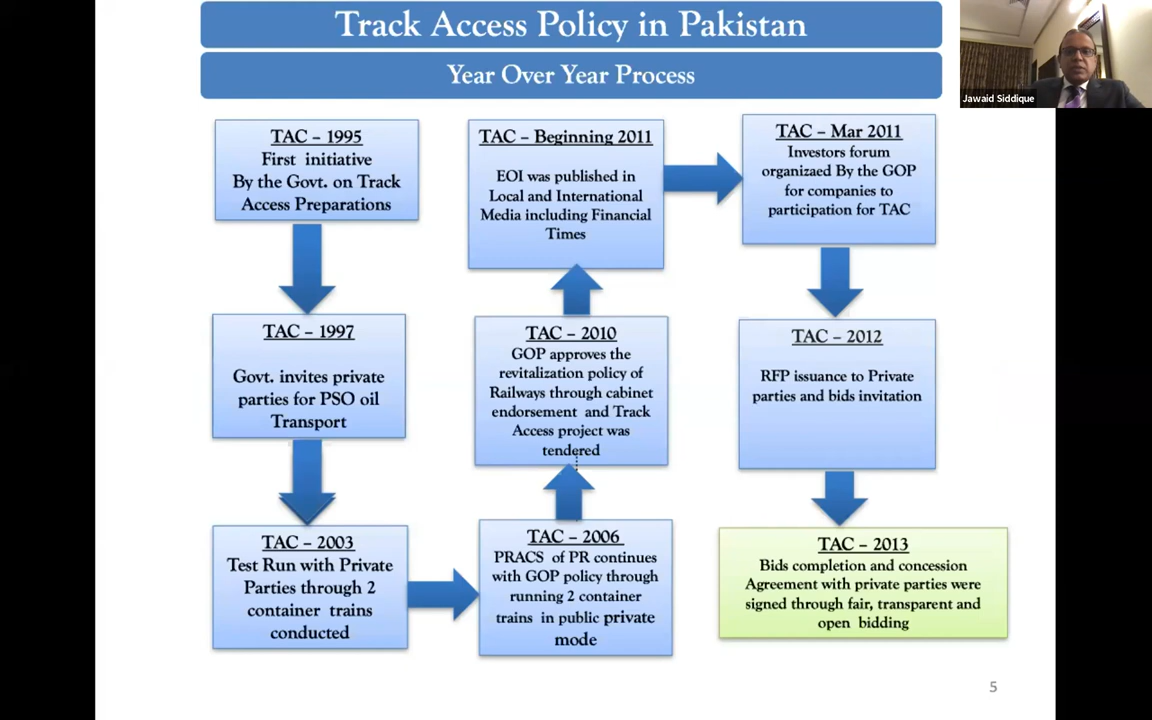 Track Access Policy in Pakistan
Year Over Year Process
Jawaid Siddique
TAC – 1995
First initiative
By the Govt. on Track
Access Preparations
TAC – 1997
Govt. invites private
parties for PSO oil
Transport
TAC – 2003
Test Run with Private
Parties through 2
container trains
conducted
TAC – 2006
PRACS of PR continues
with GOP policy through
running 2 container
trains in public private
mode
TAC – 2010
GOP approves the
revitalization policy of
Railways through cabinet
endorsement and Track
Access project was
tendered
TAC – Beginning 2011
EOI was published in
Local and International
Media including Financial
Times
TAC – Mar 2011
Investors forum
organizaed By the GOP
for companies to
participation for TAC
TAC – 2012
RFP issuance to Private
parties and bids invitation
TAC – 2013
Bids completion and concession
Agreement with private parties were
signed through fair, transparent and
open bidding
5